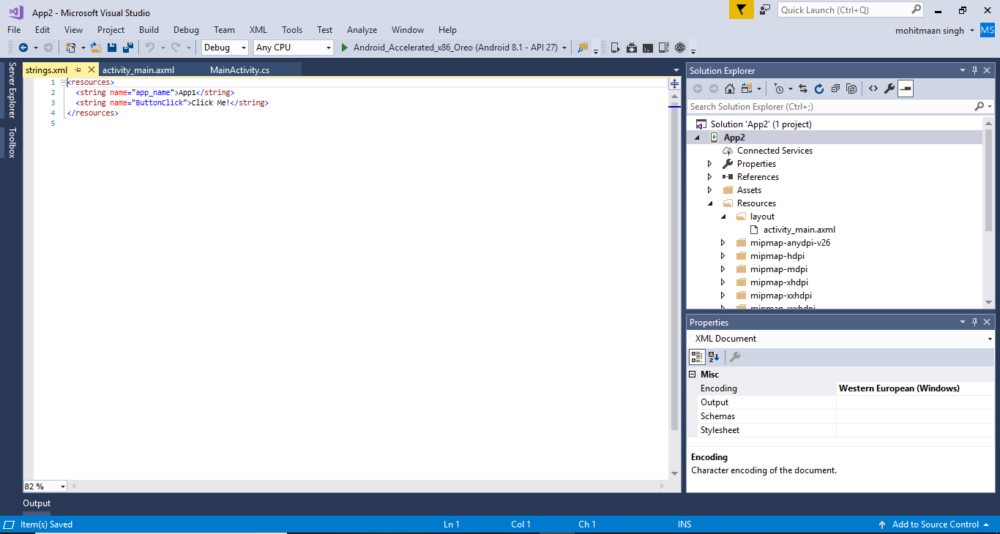 App2 - Microsoft Visual Studio
Quick Launch (Ctrl+Q)
File Edit View Project Build Debug Team XML Tools Test Analyze Window Help
mohitmaan singh MS
Debug Any CPU Android_Accelerated_x86_Oreo (Android 8.1 - API 27)
Server Explorer
Toolbox
strings.xml activity_main.axml MainActivity.cs
1 <resources>
2 <string name="app_name">App1</string>
3 <string name="ButtonClick">Click Me!</string>
4 </resources>
5
82 %
Solution Explorer
Search Solution Explorer (Ctrl+;)
Solution 'App2' (1 project)
App2
Connected Services
Properties
References
Assets
Resources
layout
activity_main.axml
mipmap-anydpi-v26
mipmap-hdpi
mipmap-mdpi
mipmap-xhdpi
mipmap-xxhdpi
mipmap-xxxhdpi
Properties
XML Document
Misc
Encoding Western European (Windows)
Output
Schemas
Stylesheet
Encoding
Character encoding of the document.
Output
Item(s) Saved Ln 1 Col 1 Ch 1 INS Add to Source Control